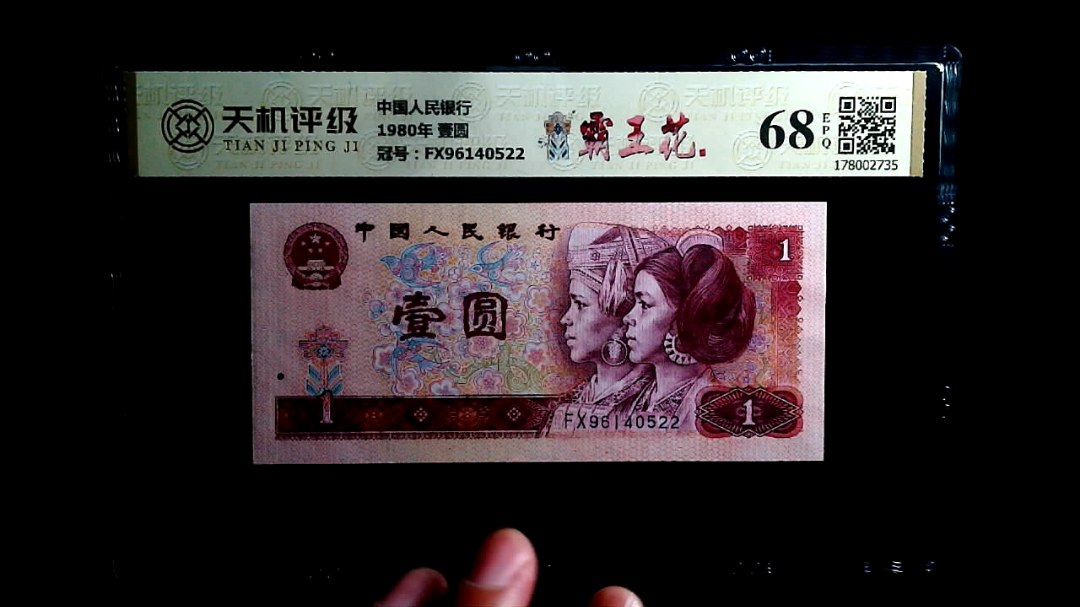 天机评级
TIAN JI PING JI
中国人民银行
1980年 壹圆
冠号：FX96140522
霸王花
68
EPQ
178002735
中国人民银行
1
壹圆
1
FX96140522
1